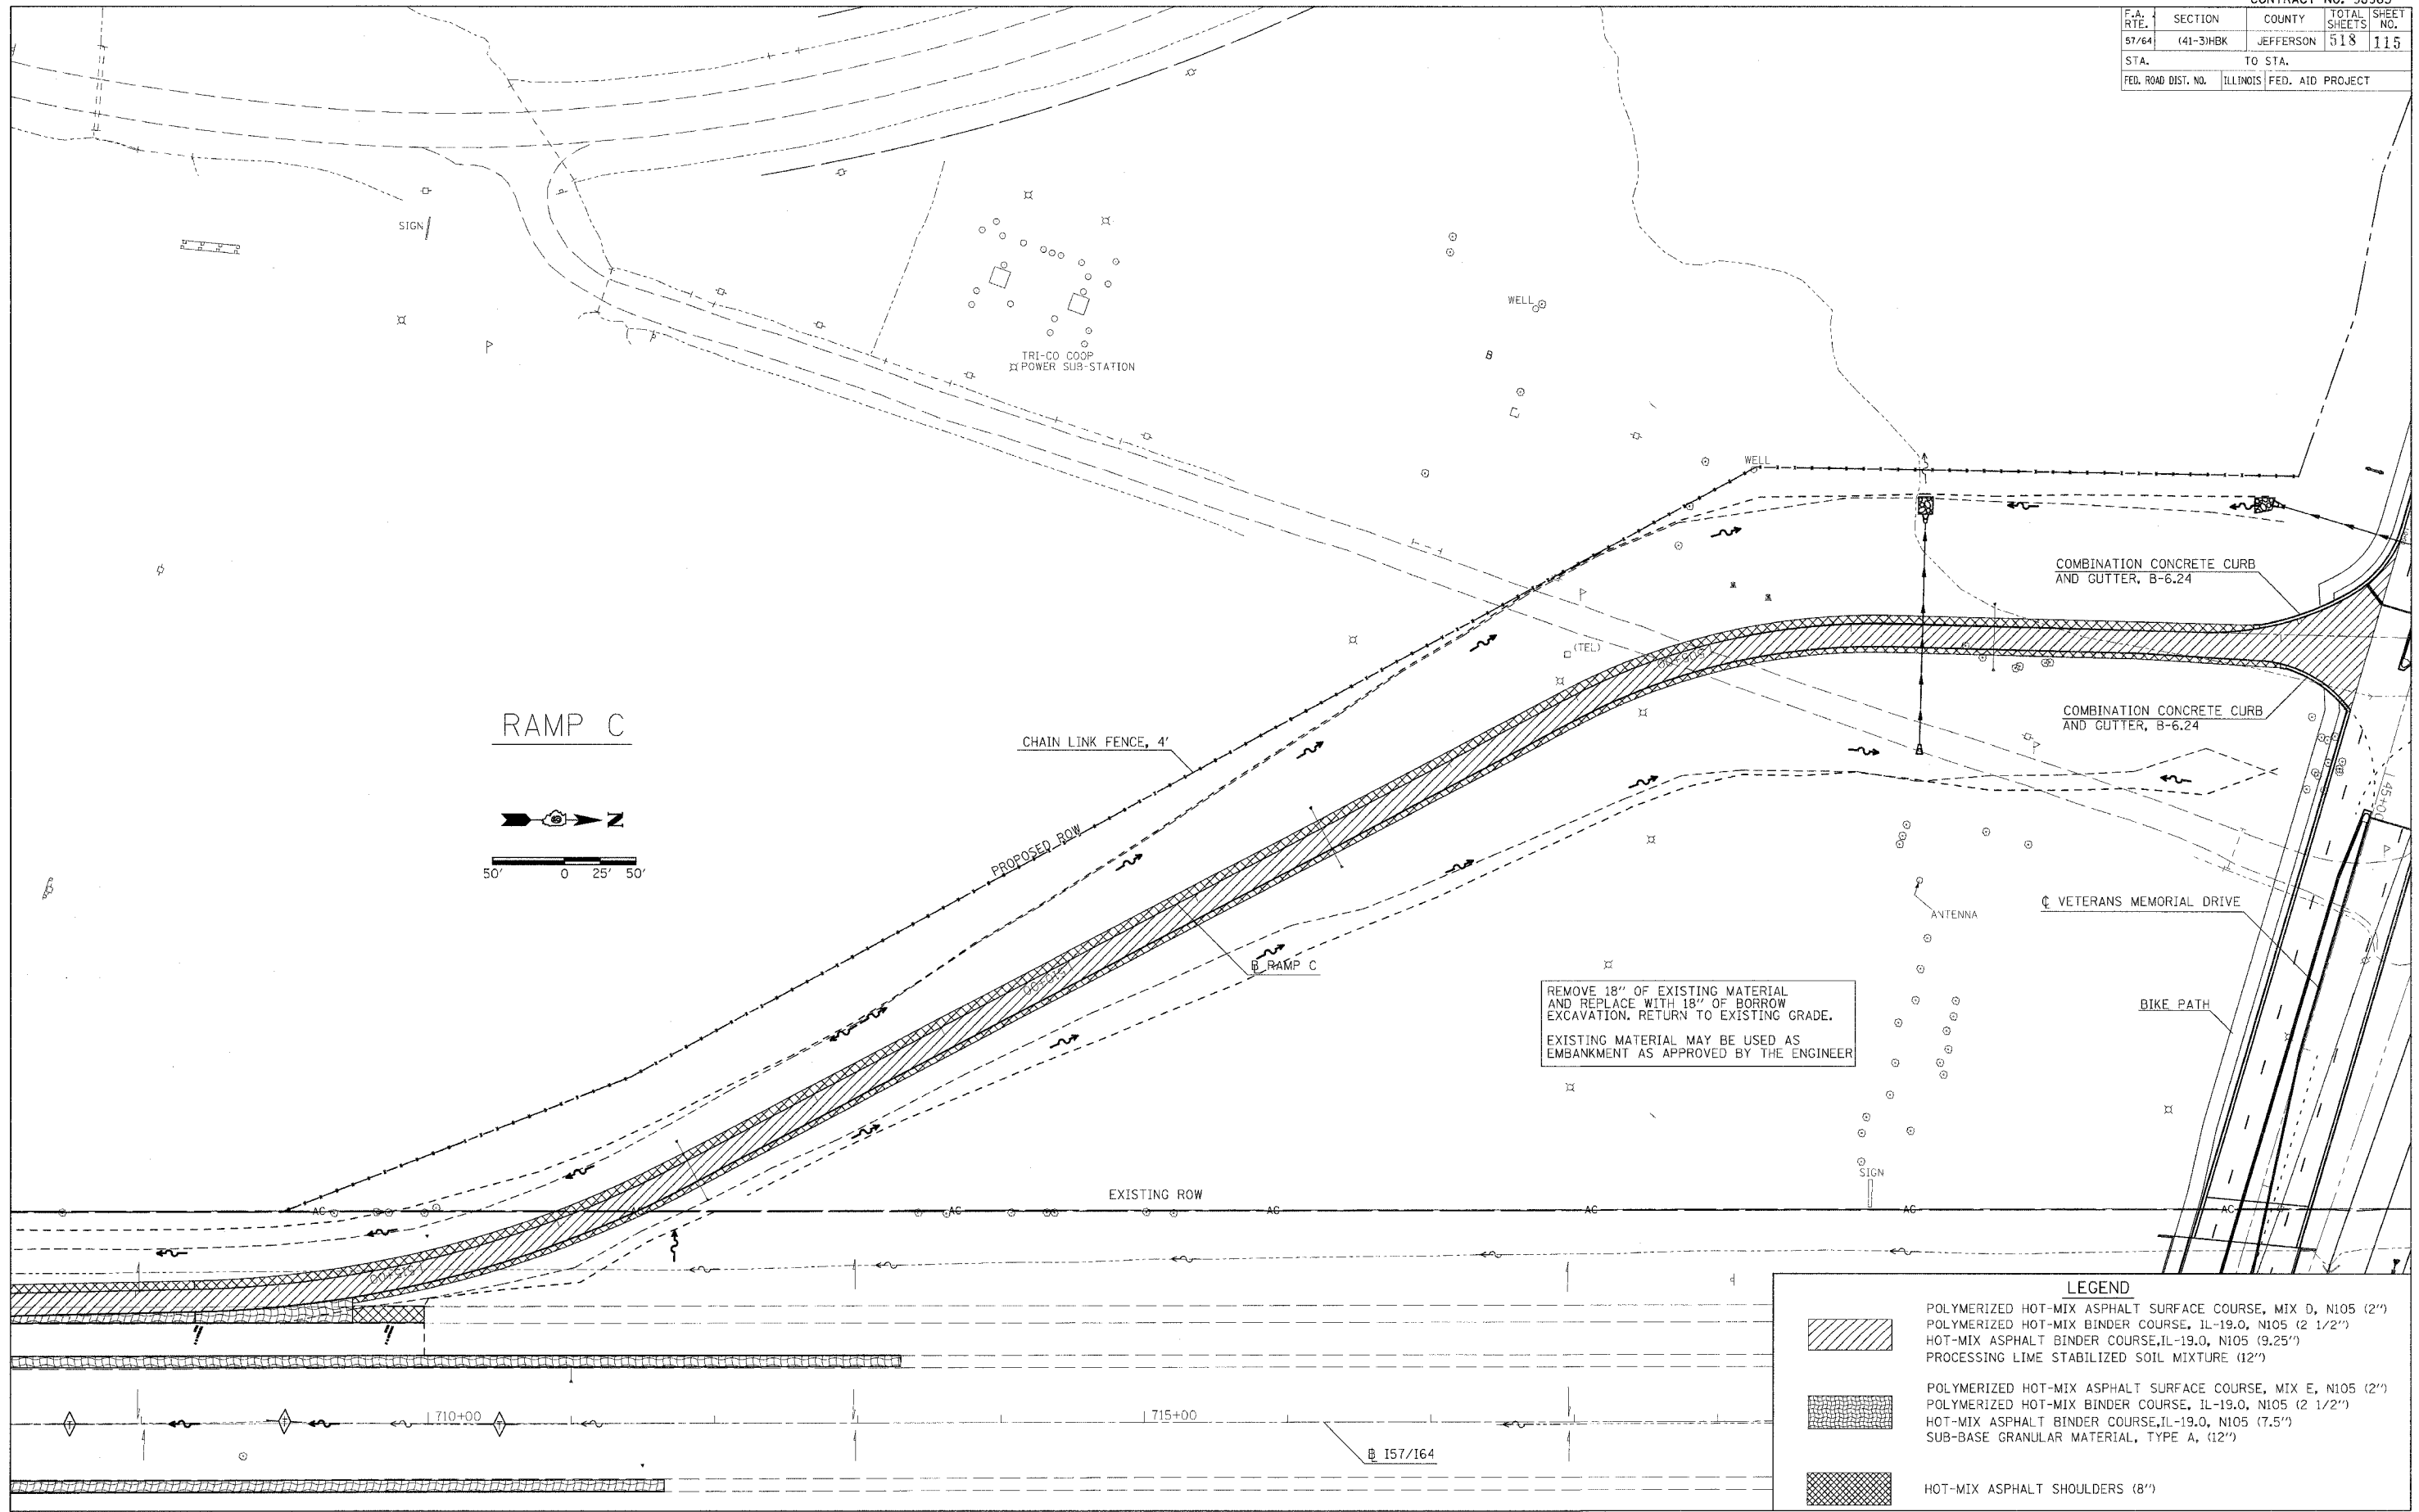 F.A. RTE. SECTION COUNTY TOTAL SHEETS SHEET NO.
57/64 (41-3)HBK JEFFERSON 518 115
STA. TO STA.
FED. ROAD DIST. NO. ILLINOIS FED. AID PROJECT
SIGN
WELL
TRI-CO COOP
POWER SUB-STATION
WELL
COMBINATION CONCRETE CURB
AND GUTTER, B-6.24
(TEL)
505+00
RAMP C
COMBINATION CONCRETE CURB
AND GUTTER, B-6.24
CHAIN LINK FENCE, 4'
N
50' 0 25' 50'
PROPOSED ROW
ANTENNA
℄ VETERANS MEMORIAL DRIVE
B RAMP C
510+00
REMOVE 18" OF EXISTING MATERIAL
AND REPLACE WITH 18" OF BORROW
EXCAVATION. RETURN TO EXISTING GRADE.
EXISTING MATERIAL MAY BE USED AS
EMBANKMENT AS APPROVED BY THE ENGINEER
BIKE PATH
SIGN
EXISTING ROW
AC AC AC AC AC AC AC
515+00
710+00
715+00
B I57/I64
LEGEND
POLYMERIZED HOT-MIX ASPHALT SURFACE COURSE, MIX D, N105 (2")
POLYMERIZED HOT-MIX BINDER COURSE, IL-19.0, N105 (2 1/2")
HOT-MIX ASPHALT BINDER COURSE,IL-19.0, N105 (9.25")
PROCESSING LIME STABILIZED SOIL MIXTURE (12")
POLYMERIZED HOT-MIX ASPHALT SURFACE COURSE, MIX E, N105 (2")
POLYMERIZED HOT-MIX BINDER COURSE, IL-19.0, N105 (2 1/2")
HOT-MIX ASPHALT BINDER COURSE,IL-19.0, N105 (7.5")
SUB-BASE GRANULAR MATERIAL, TYPE A, (12")
HOT-MIX ASPHALT SHOULDERS (8")